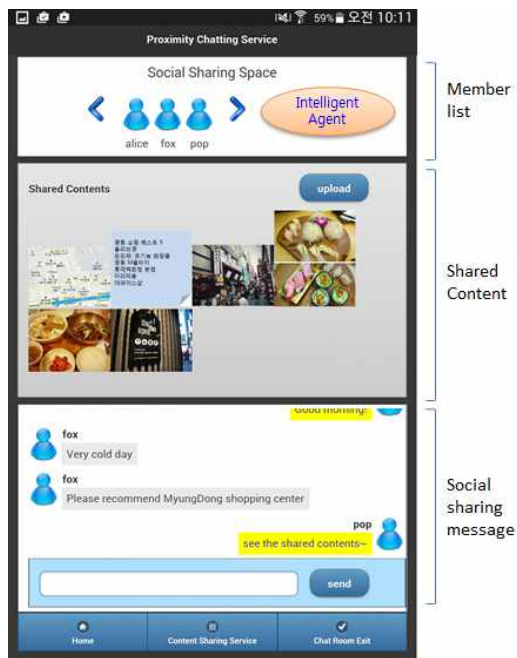 59% 오전 10:11
Proximity Chatting Service
Social Sharing Space
Intelligent
Agent
alice fox pop
Member
list
Shared Contents
upload
Shared
Content
Good morning!
fox
Very cold day
fox
Please recommend MyungDong shopping center
pop
see the shared contents~
Social
sharing
message
send
Home
Content Sharing Service
Chat Room Exit